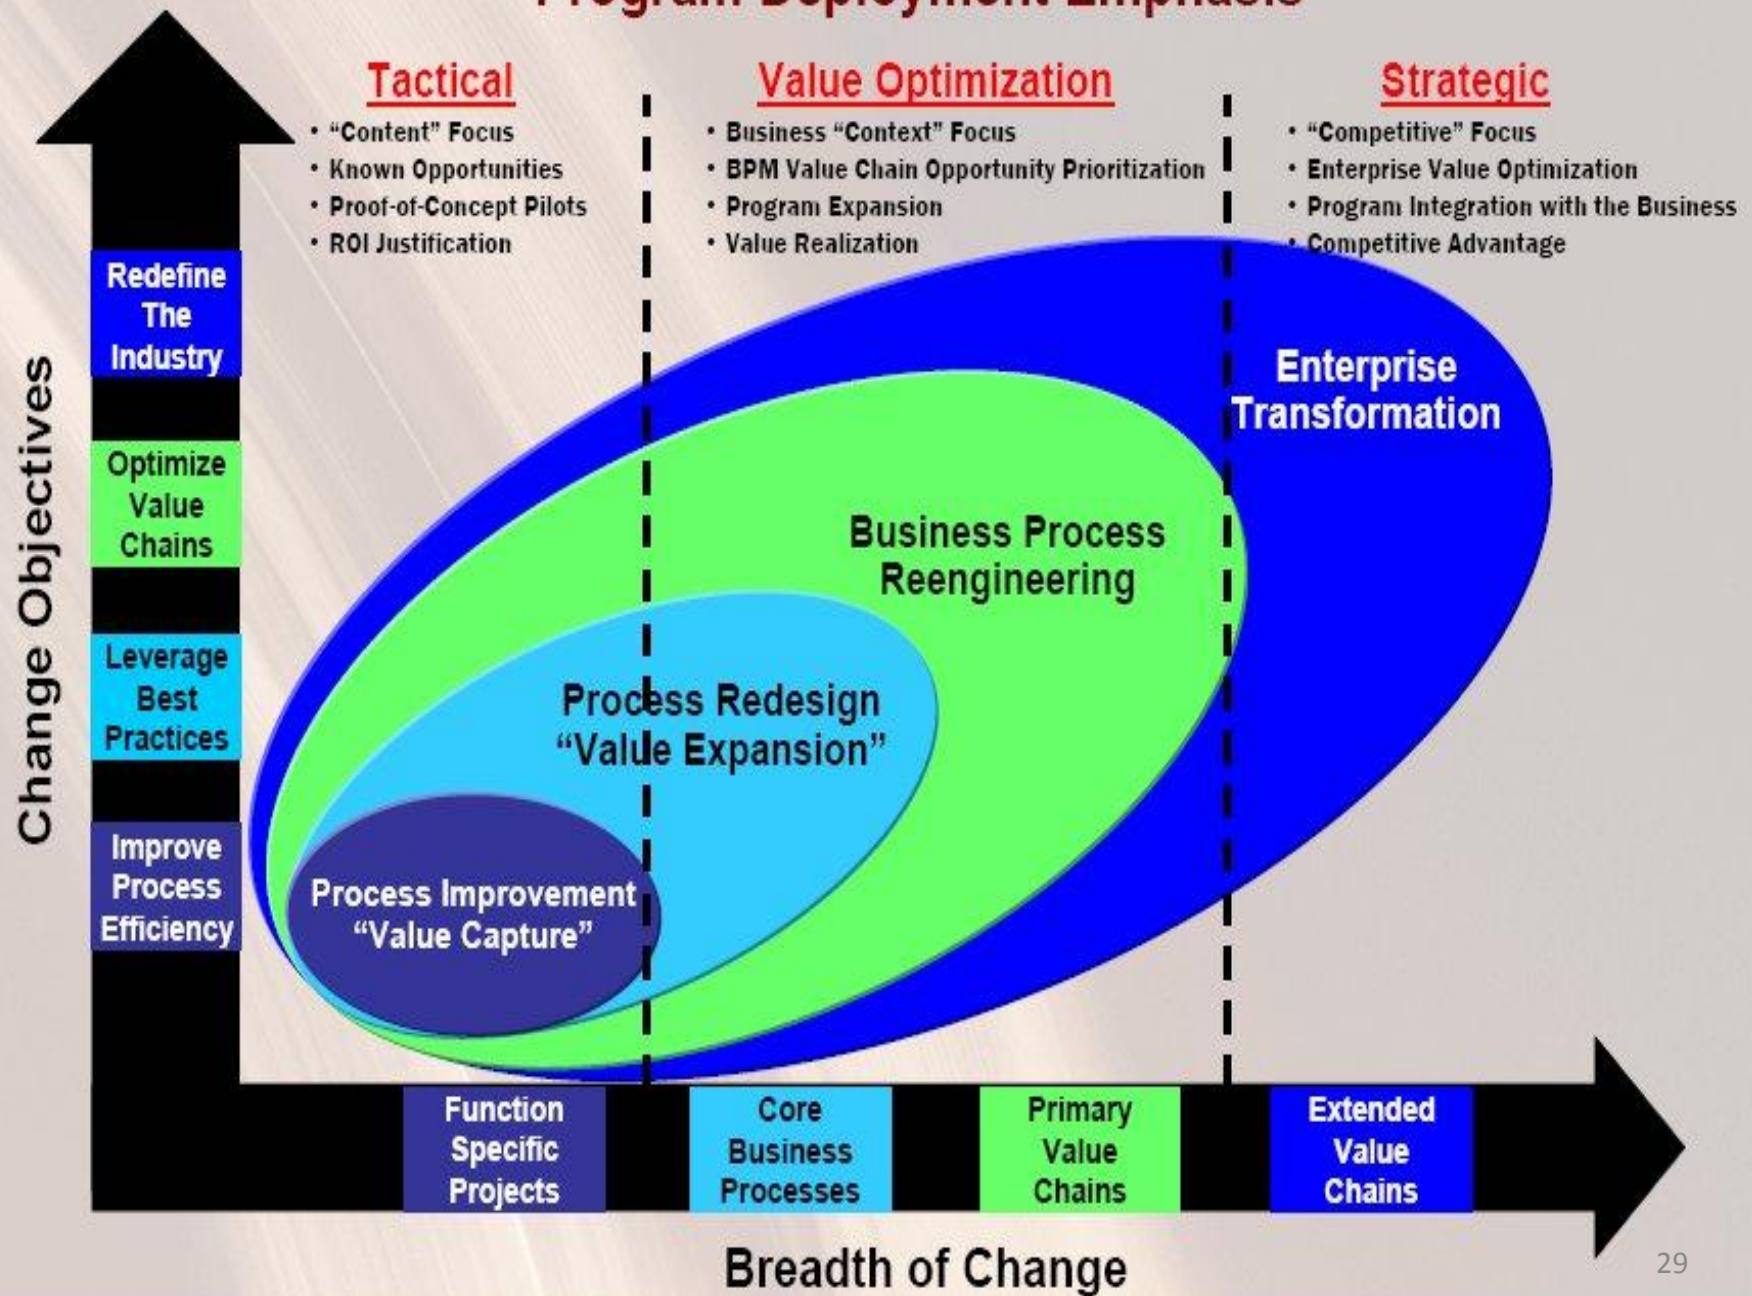 Program Deployment Emphasis
Tactical
• “Content” Focus
• Known Opportunities
• Proof-of-Concept Pilots
• ROI Justification
Value Optimization
• Business “Context” Focus
• BPM Value Chain Opportunity Prioritization
• Program Expansion
• Value Realization
Strategic
• “Competitive” Focus
• Enterprise Value Optimization
• Program Integration with the Business
• Competitive Advantage
Change Objectives
Redefine
The
Industry
Optimize
Value
Chains
Leverage
Best
Practices
Improve
Process
Efficiency
Enterprise
Transformation
Business Process
Reengineering
Process Redesign
“Value Expansion”
Process Improvement
“Value Capture”
Function
Specific
Projects
Core
Business
Processes
Primary
Value
Chains
Extended
Value
Chains
Breadth of Change
29